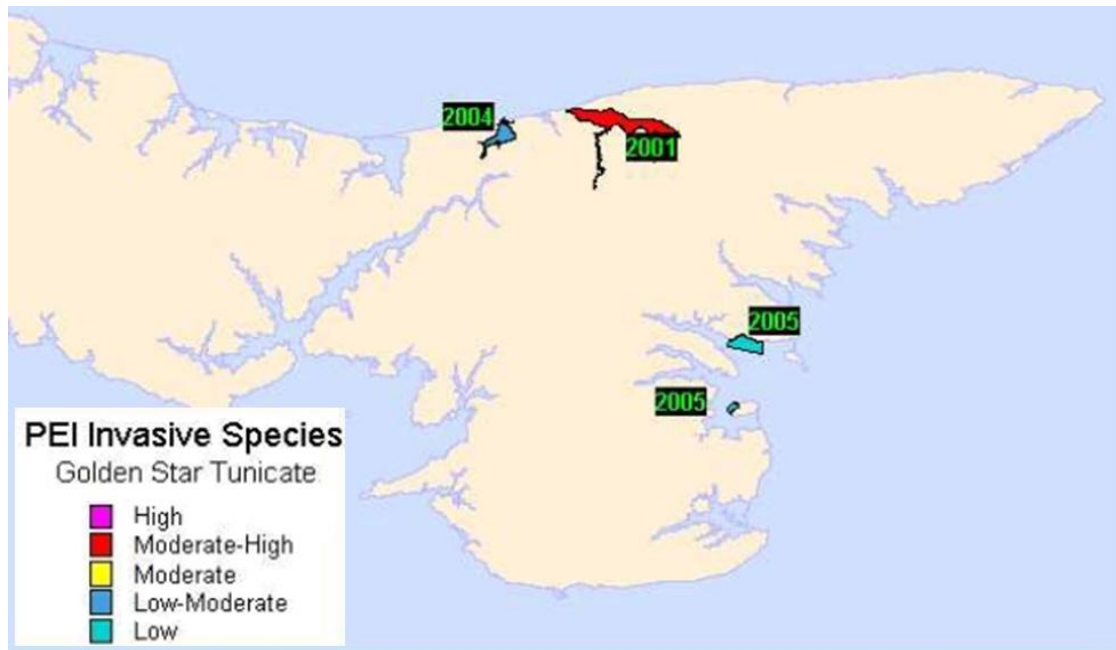 2004
2001
2005
2005
PEI Invasive Species
Golden Star Tunicate
High
Moderate-High
Moderate
Low-Moderate
Low